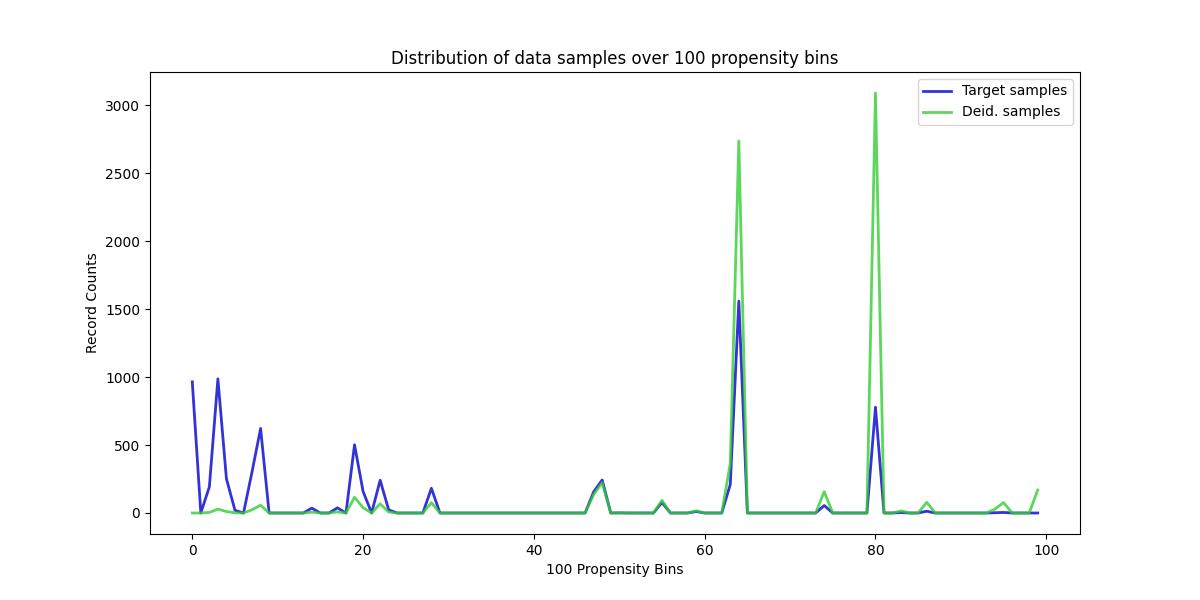 Distribution of data samples over 100 propensity bins
Target samples
Deid. samples
3000
2500
2000
1500
1000
500
0
Record Counts
0 20 40 60 80 100
100 Propensity Bins